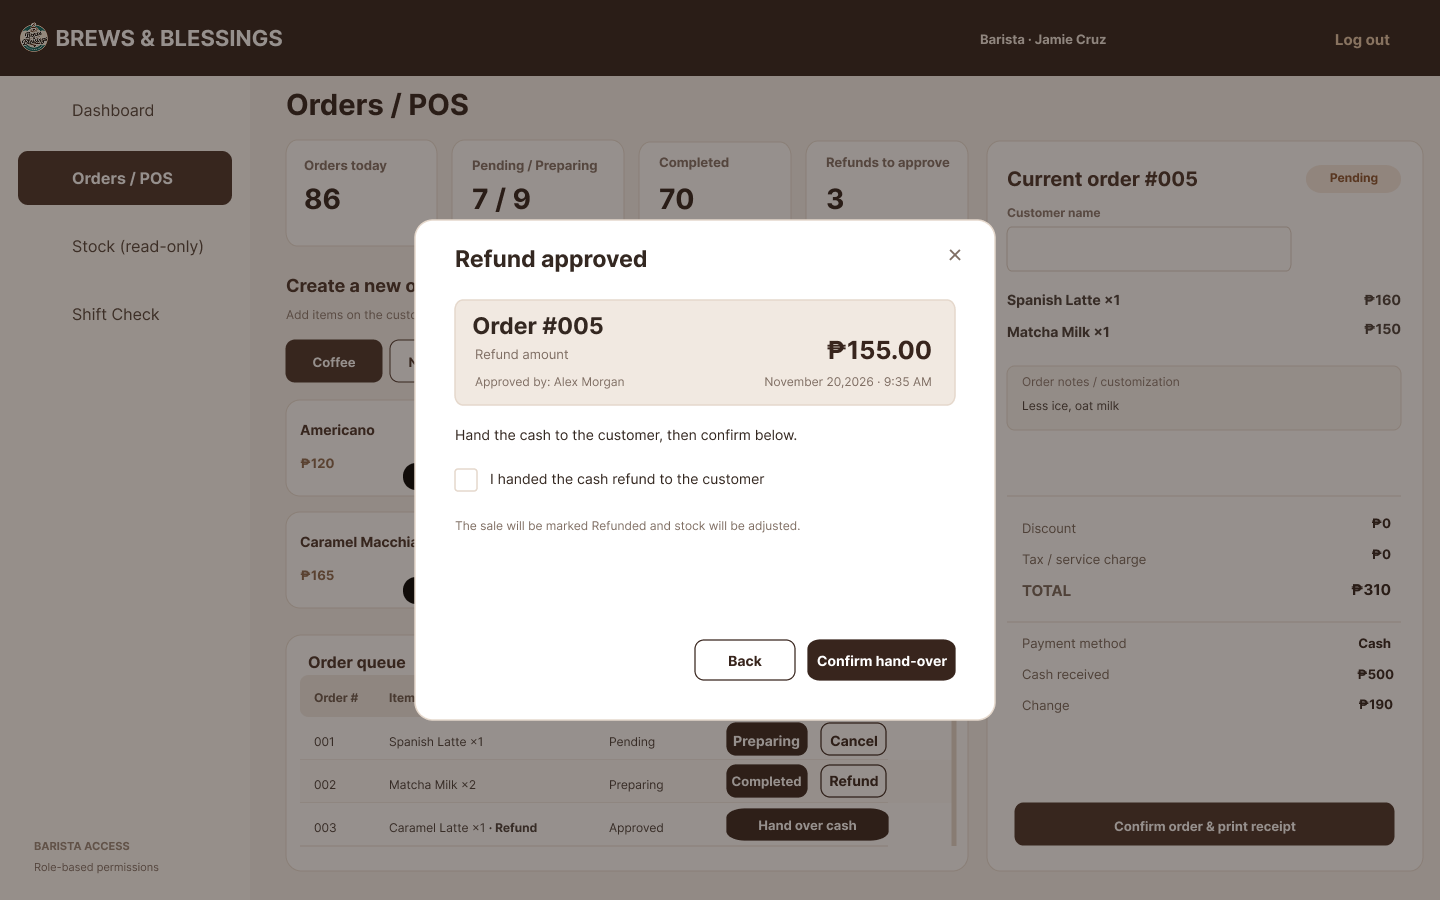 BREWS & BLESSINGS
Barista · Jamie Cruz
Log out
Dashboard
Orders / POS
Stock (read-only)
Shift Check
BARISTA ACCESS
Role-based permissions
Orders / POS
Orders today
86
Pending / Preparing
7 / 9
Completed
70
Refunds to approve
3
Create a new o
Add items on the custo
Coffee
N
Americano
₱120
Caramel Macchia
₱165
Order queue
Order #
Item
001
Spanish Latte ×1
Pending
Preparing
Cancel
002
Matcha Milk ×2
Preparing
Completed
Refund
003
Caramel Latte ×1 · Refund
Approved
Hand over cash
Refund approved
×
Order #005
Refund amount
₱155.00
Approved by: Alex Morgan
November 20,2026 · 9:35 AM
Hand the cash to the customer, then confirm below.
I handed the cash refund to the customer
The sale will be marked Refunded and stock will be adjusted.
Back
Confirm hand-over
Current order #005
Pending
Customer name
Spanish Latte ×1
₱160
Matcha Milk ×1
₱150
Order notes / customization
Less ice, oat milk
Discount
₱0
Tax / service charge
₱0
TOTAL
₱310
Payment method
Cash
Cash received
₱500
Change
₱190
Confirm order & print receipt